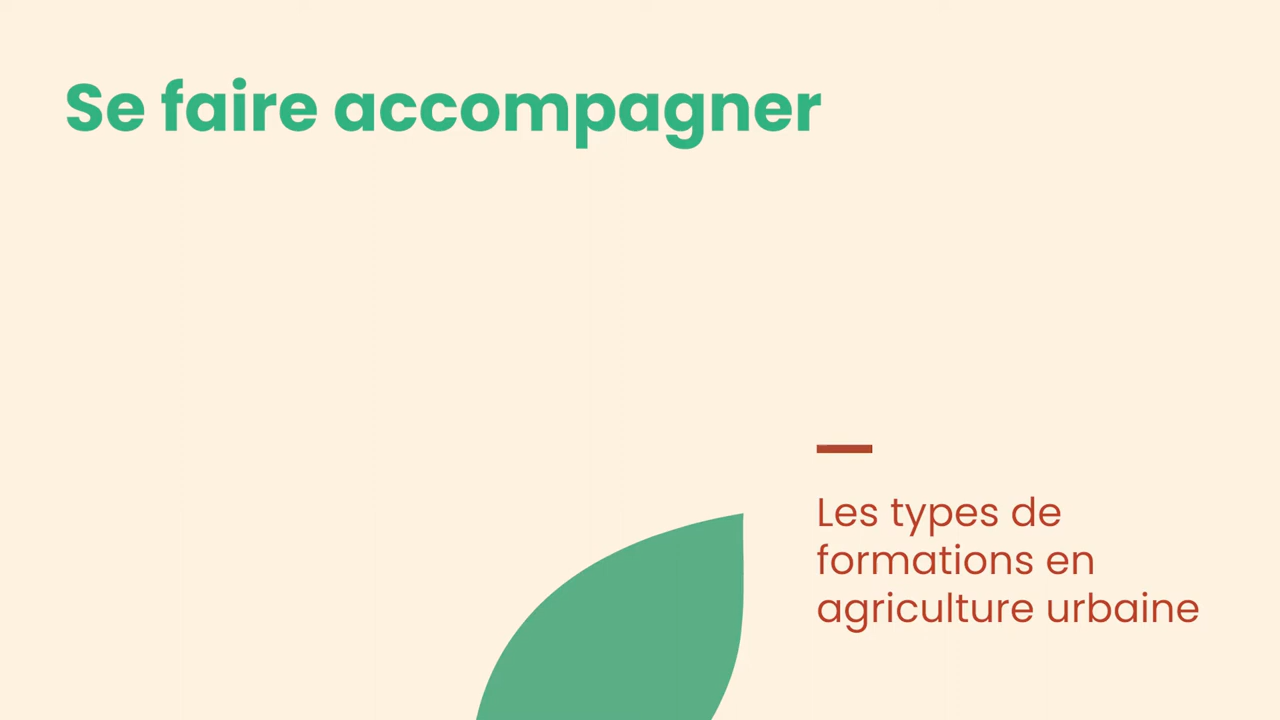 Se faire accompagner
Les types de
formations en
agriculture urbaine